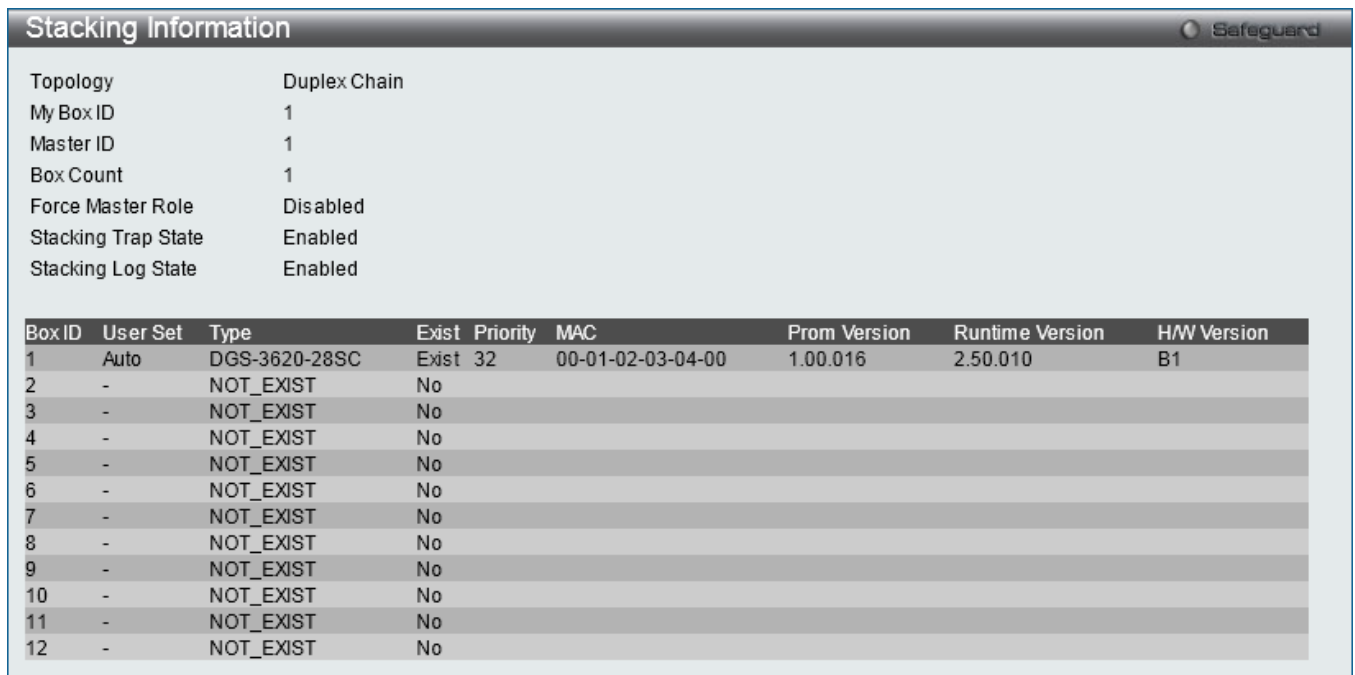 Stacking Information Safeguard
Topology Duplex Chain
My Box ID 1
Master ID 1
Box Count 1
Force Master Role Disabled
Stacking Trap State Enabled
Stacking Log State Enabled
Box ID User Set Type Exist Priority MAC Prom Version Runtime Version H/W Version
1 Auto DGS-3620-28SC Exist 32 00-01-02-03-04-00 1.00.016 2.50.010 B1
2 - NOT_EXIST No
3 - NOT_EXIST No
4 - NOT_EXIST No
5 - NOT_EXIST No
6 - NOT_EXIST No
7 - NOT_EXIST No
8 - NOT_EXIST No
9 - NOT_EXIST No
10 - NOT_EXIST No
11 - NOT_EXIST No
12 - NOT_EXIST No